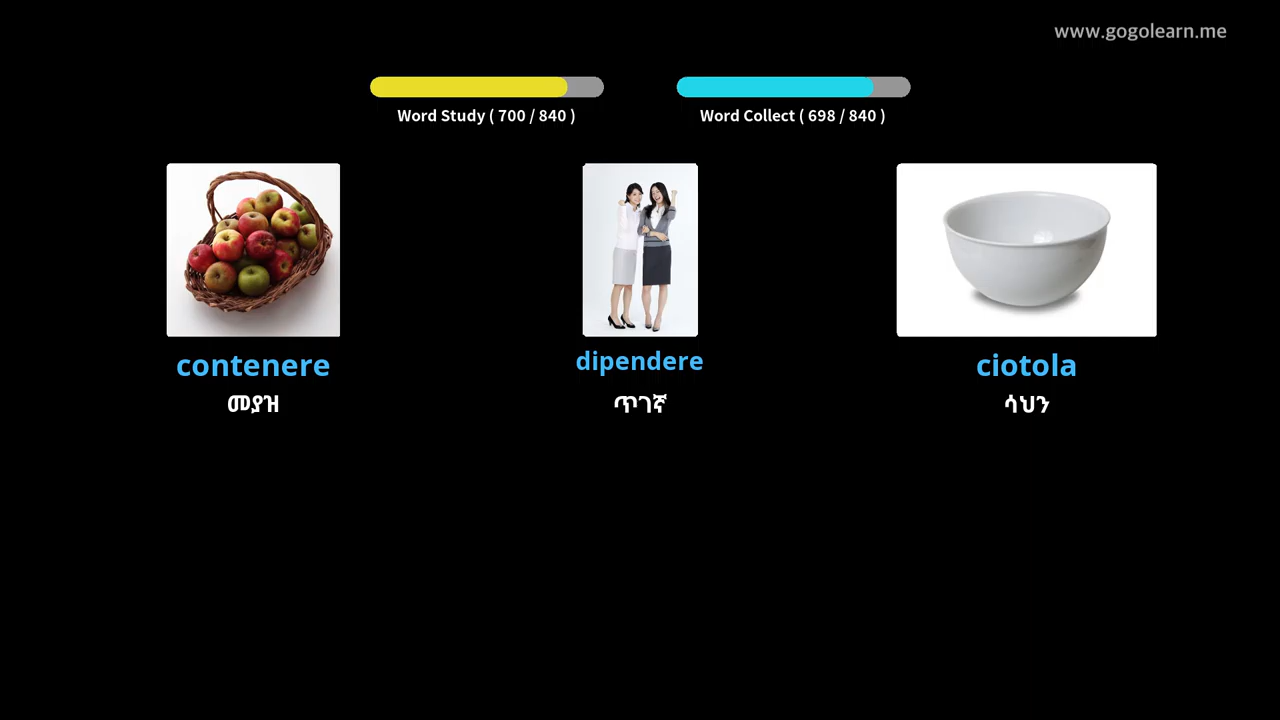 www.gogolearn.me
Word Study ( 700 / 840 )
Word Collect ( 698 / 840 )
contenere
dipendere
ciotola
መያዝ
ጥገኛ
ሳህን